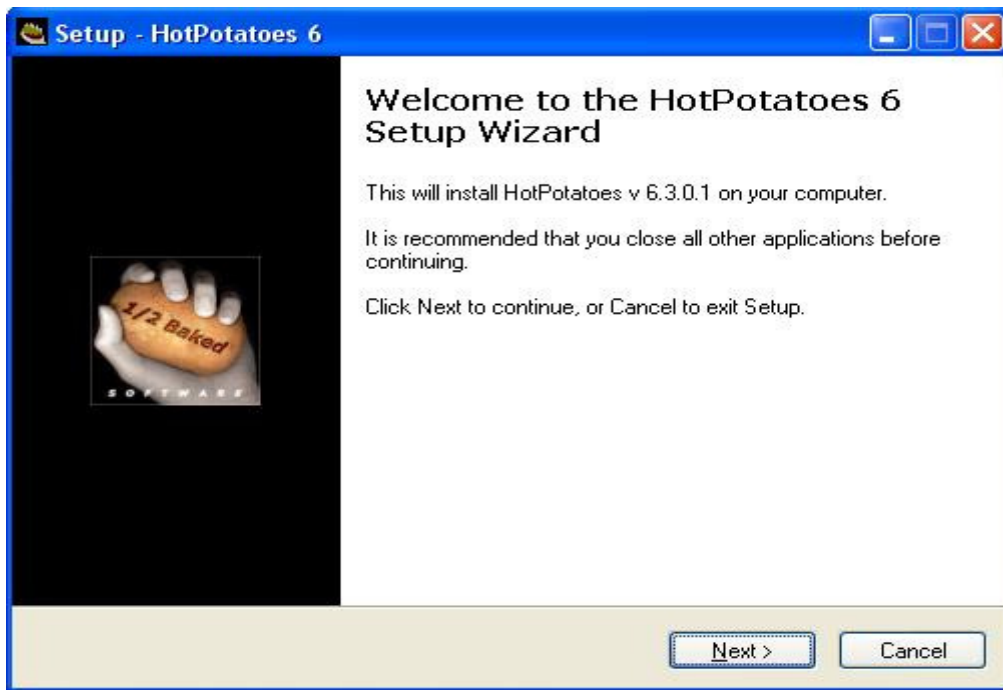 Setup - HotPotatoes 6
Welcome to the HotPotatoes 6
Setup Wizard
This will install HotPotatoes v 6.3.0.1 on your computer.
It is recommended that you close all other applications before
continuing.
Click Next to continue, or Cancel to exit Setup.
1/2 Baked
SOFTWARE
Next >
Cancel